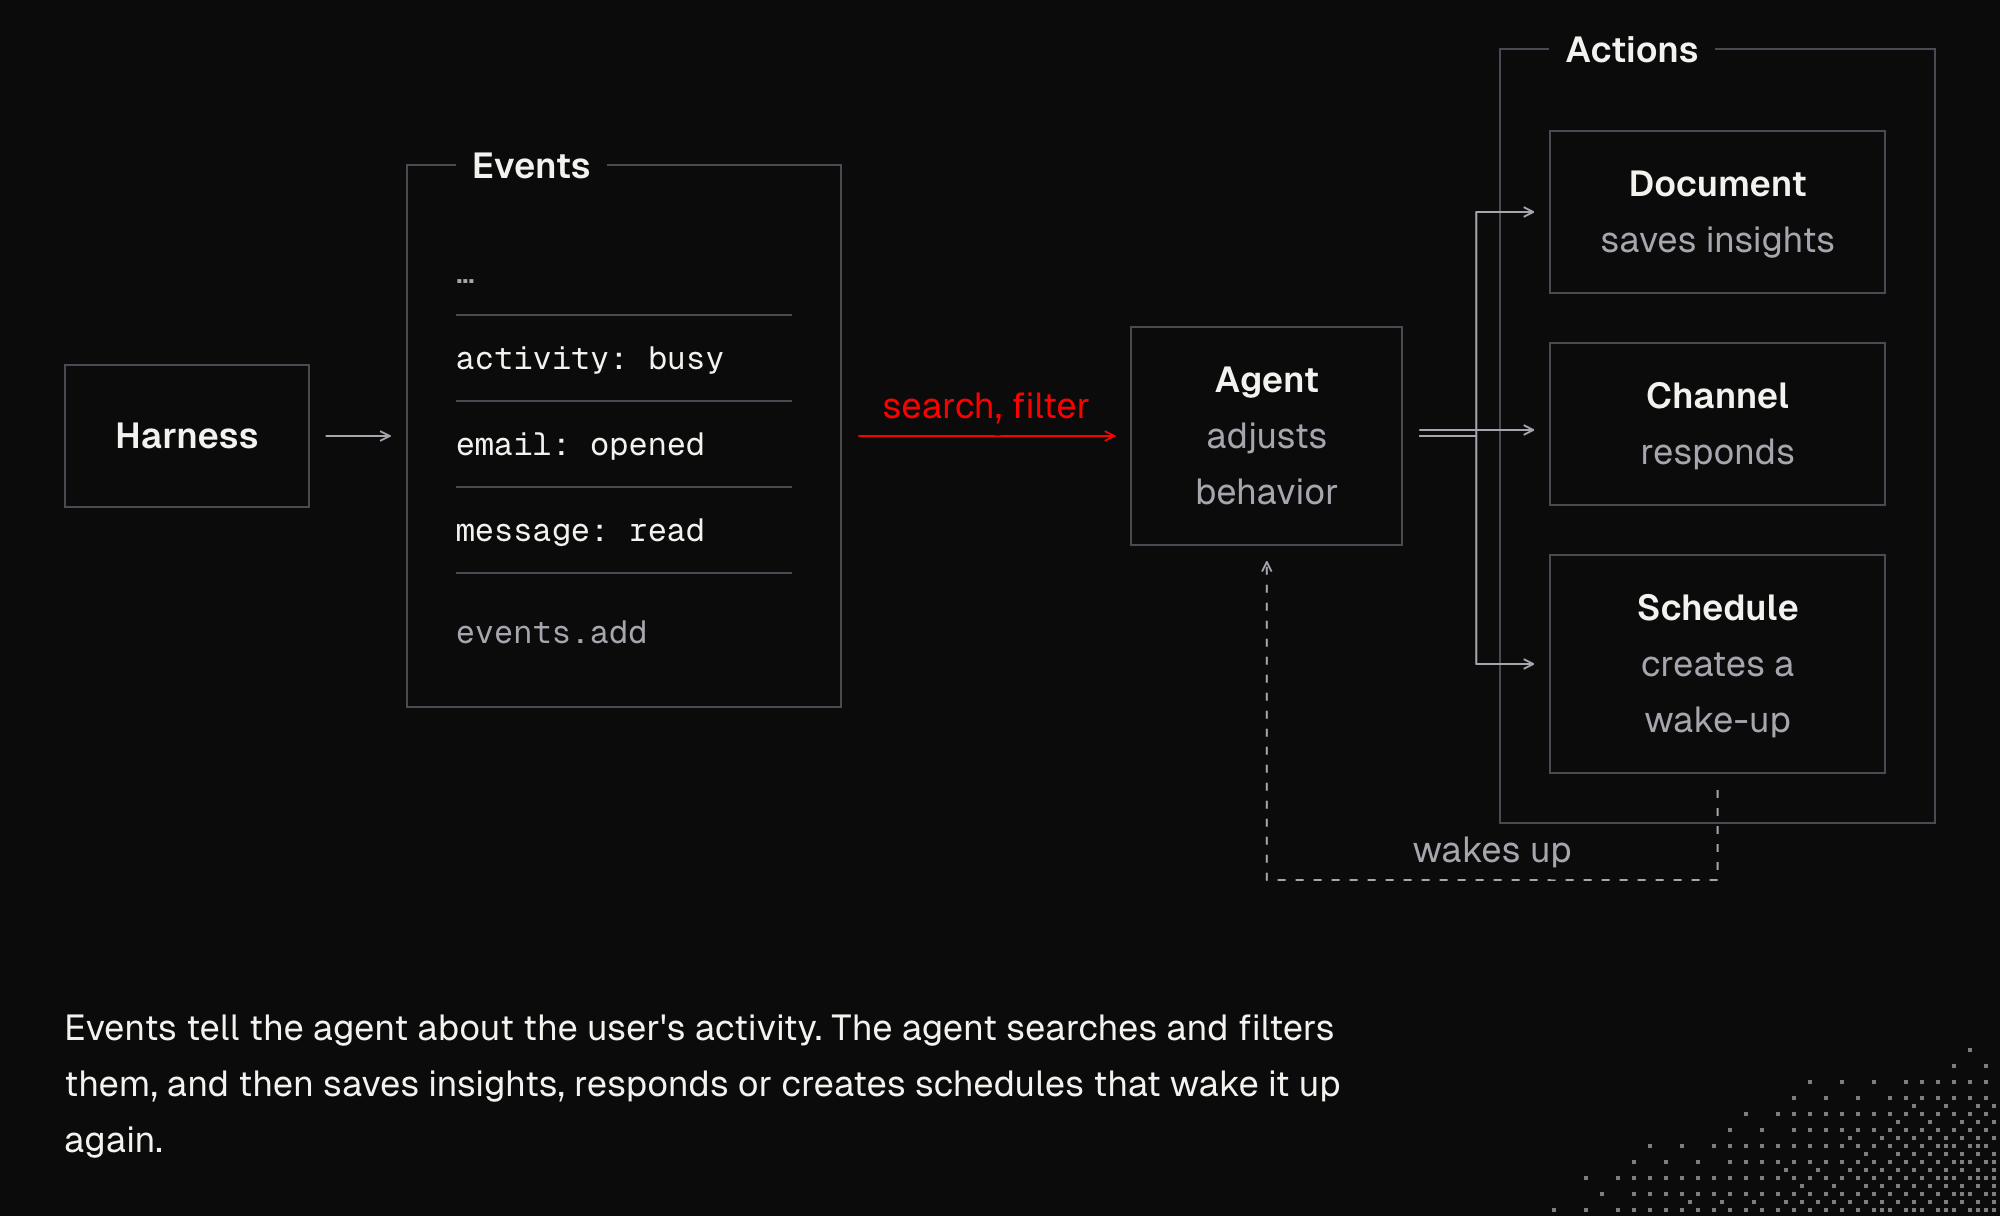 Actions
Events
…
activity: busy
email: opened
message: read
events.add
Harness
search, filter
Agent
adjusts
behavior
Document
saves insights
Channel
responds
Schedule
creates a
wake-up
wakes up
Events tell the agent about the user's activity. The agent searches and filters
them, and then saves insights, responds or creates schedules that wake it up
again.